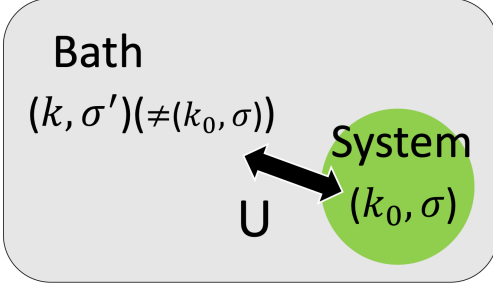 Bath
(k, σ′)(≠(k₀, σ))
System
(k₀, σ)
U